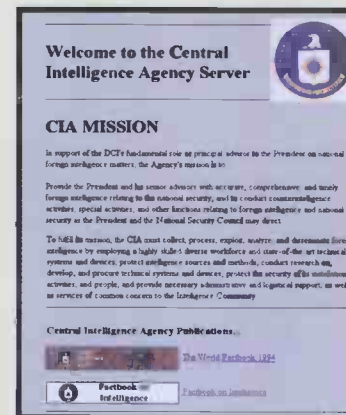 Welcome to the Central
Intelligence Agency Server
CIA MISSION
In support of the DCI's fundamental role as principal advisor to the President on national
foreign intelligence matters, the Agency's mission is to
Provide the President and his senior advisors with accurate, comprehensive and timely
foreign intelligence relating to the national security, and to conduct counterintelligence
activities, special activities, and other functions relating to foreign intelligence and national
security as the President and the National Security Council may direct
To fulfill its mission, the CIA must collect, process, exploit, analyze, and disseminate fore
intelligence by employing a highly skilled diverse workforce and state-of-the art technical
systems and devices, protect intelligence sources and methods, conduct research on,
develop, and procure technical systems and devices, protect the security of its installations
activities, and people, and provide necessary administrative and logistical support, as well
as services of common concern to the Intelligence Community
Central Intelligence Agency Publications.
The World Factbook 1994
Factbook on
Intelligence
Factbook on Intelligence